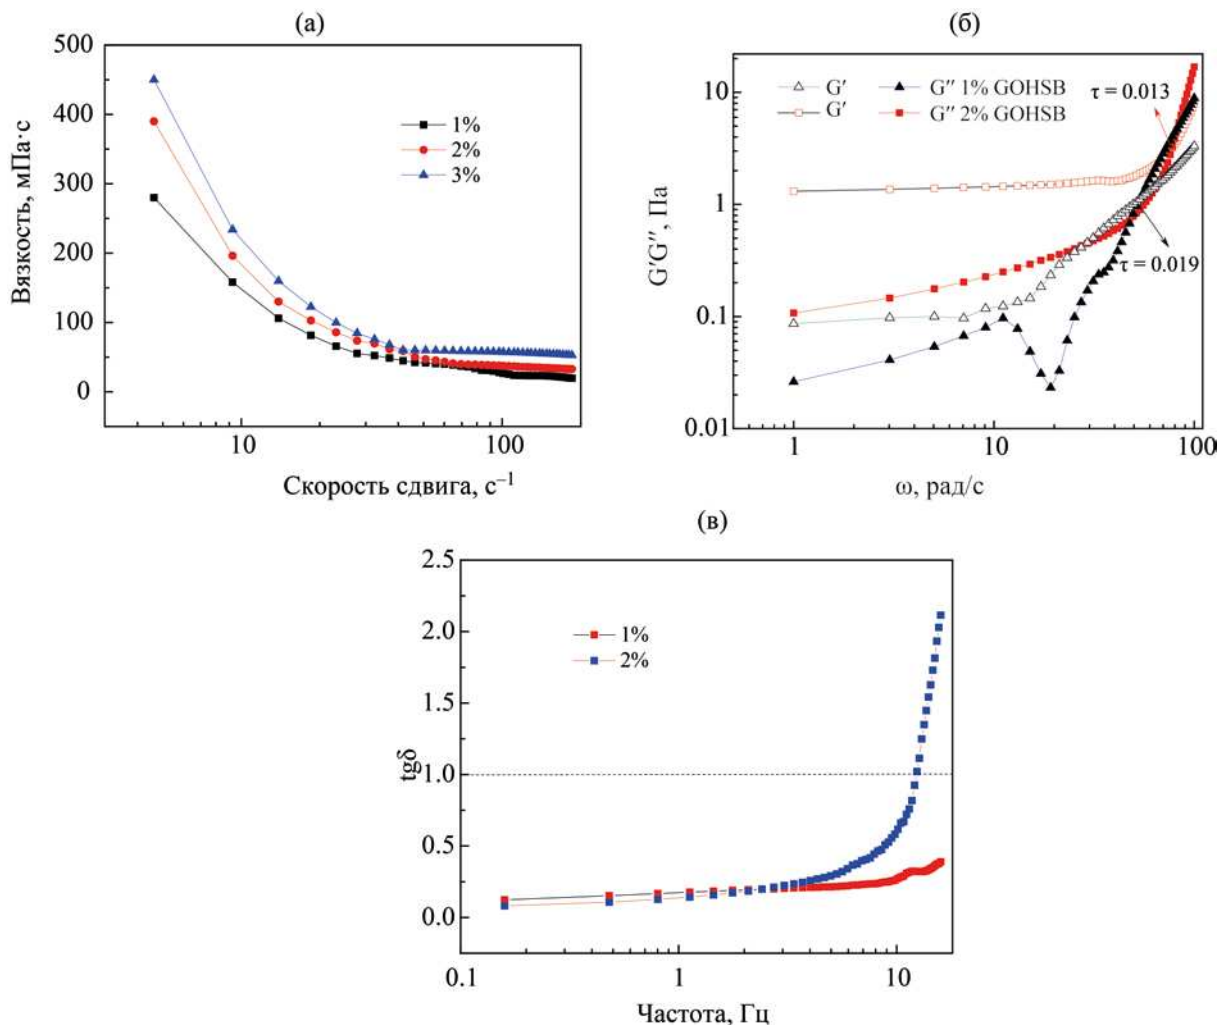 (а)
500
400
300
200
100
0
Вязкость, мПа·с
1%
2%
3%
10
100
Скорость сдвига, с⁻¹
(б)
10
1
0.1
0.01
G′G″, Па
G′ G″ 1% GOHSB
G′ G″ 2% GOHSB
τ = 0.013
τ = 0.019
1
10
100
ω, рад/с
(в)
2.5
2.0
1.5
1.0
0.5
0.0
tgδ
1%
2%
0.1
1
10
Частота, Гц